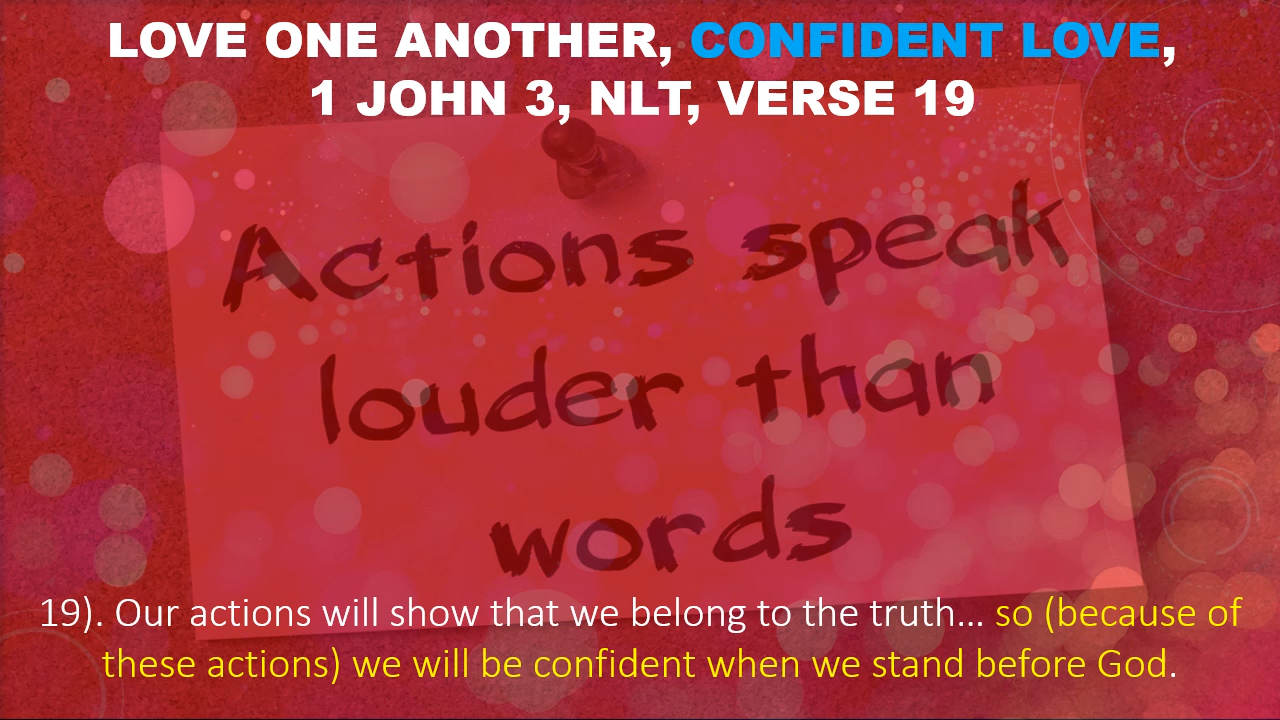 LOVE ONE ANOTHER, CONFIDENT LOVE,
1 JOHN 3, NLT, VERSE 19
Actions speak
louder than
words
19). Our actions will show that we belong to the truth... so (because of
these actions) we will be confident when we stand before God.